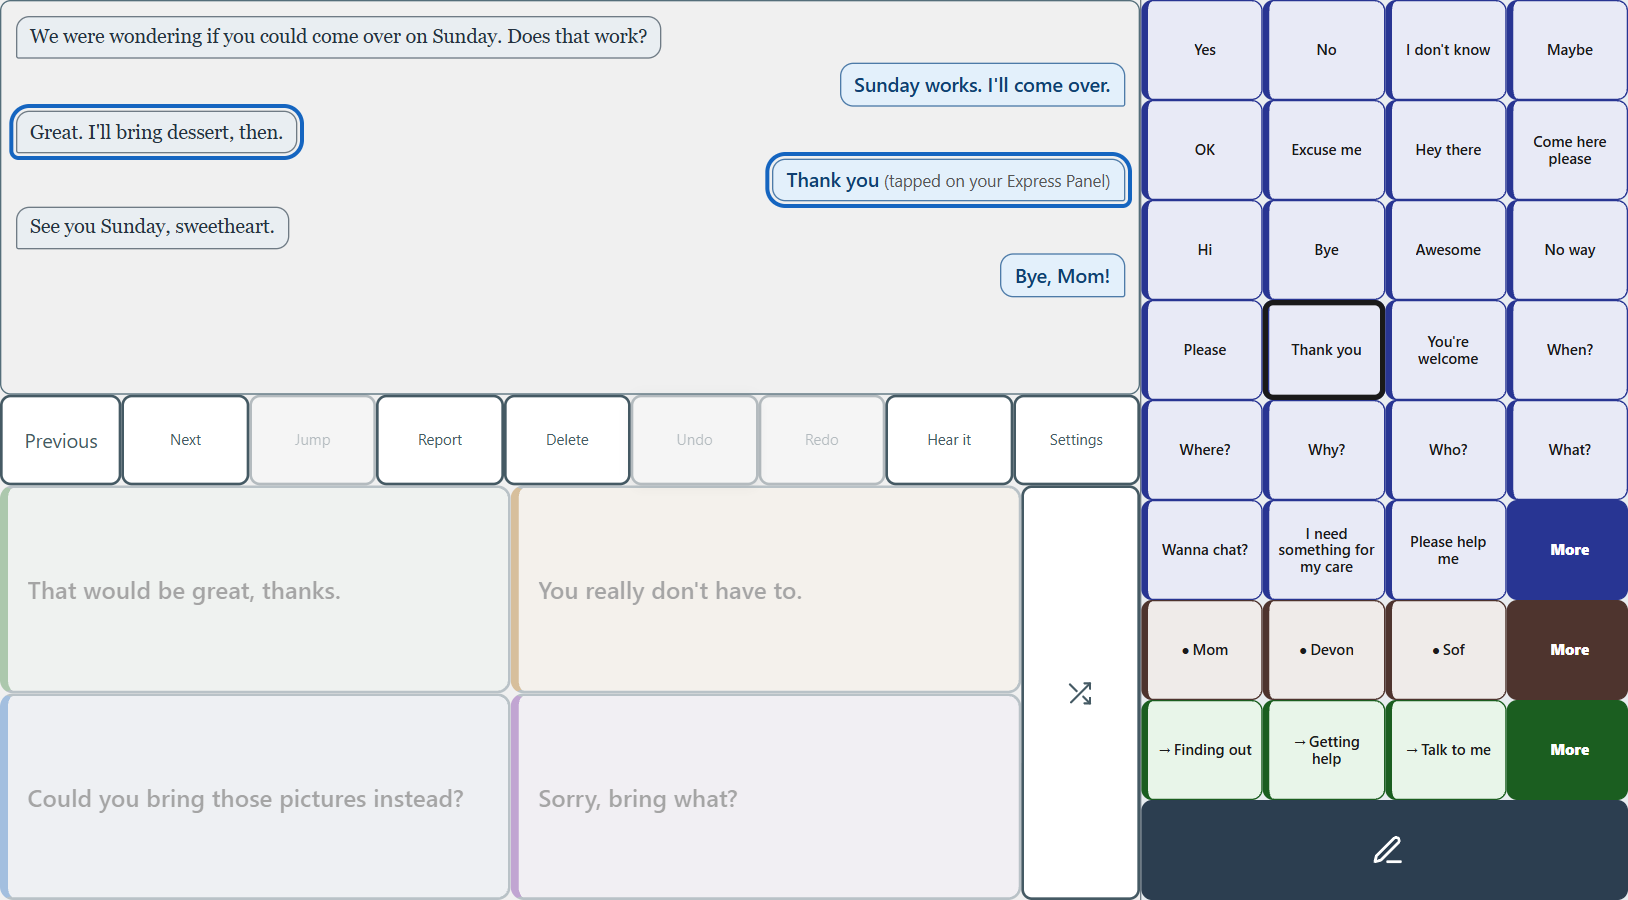 We were wondering if you could come over on Sunday. Does that work?
Sunday works. I'll come over.
Great. I'll bring dessert, then.
Thank you (tapped on your Express Panel)
See you Sunday, sweetheart.
Bye, Mom!
Previous
Next
Jump
Report
Delete
Undo
Redo
Hear it
Settings
That would be great, thanks.
You really don't have to.
Could you bring those pictures instead?
Sorry, bring what?
Yes
No
I don't know
Maybe
OK
Excuse me
Hey there
Come here
please
Hi
Bye
Awesome
No way
Please
Thank you
You're
welcome
When?
Where?
Why?
Who?
What?
Wanna chat?
I need
something for
my care
Please help
me
More
• Mom
• Devon
• Sof
More
→ Finding out
→ Getting
help
→ Talk to me
More